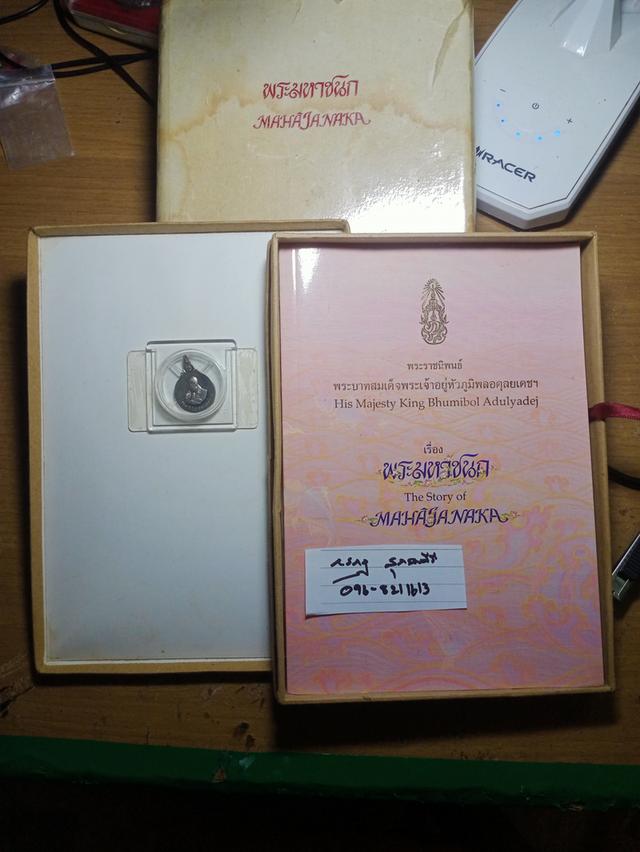 พระมหาชนก
MAHAJANAKA
RACER
พระราชนิพนธ์
พระบาทสมเด็จพระเจ้าอยู่หัวภูมิพลอดุลยเดชฯ
His Majesty King Bhumibol Adulyadej
เรื่อง
พระมหาชนก
The Story of
MAHAJANAKA
096-8211613